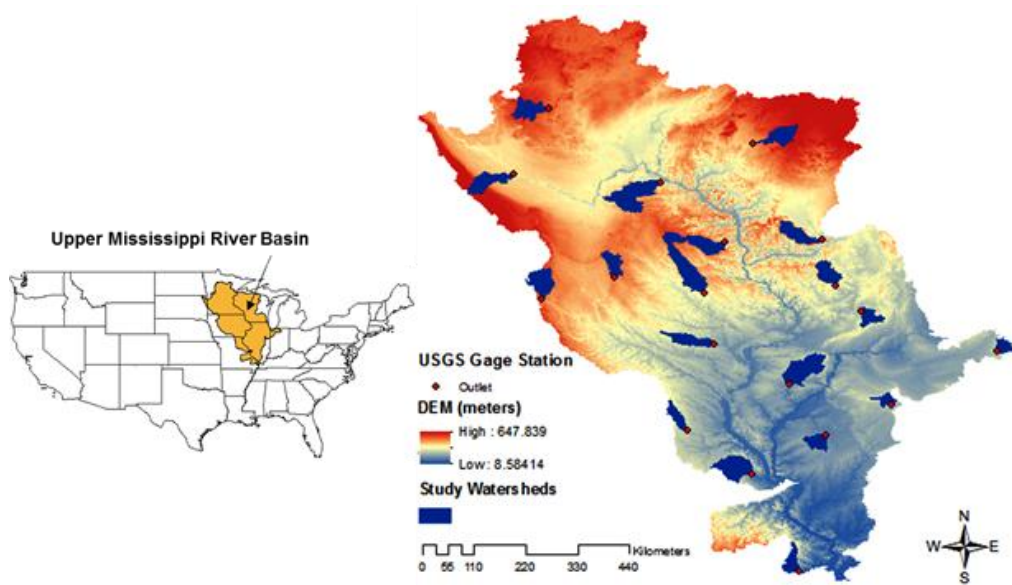 Upper Mississippi River Basin
USGS Gage Station
Outlet
DEM (meters)
High : 647.839
Low: 8.58414
Study Watersheds
Kilometers
0 55 110 220 330 440
N
W E
S